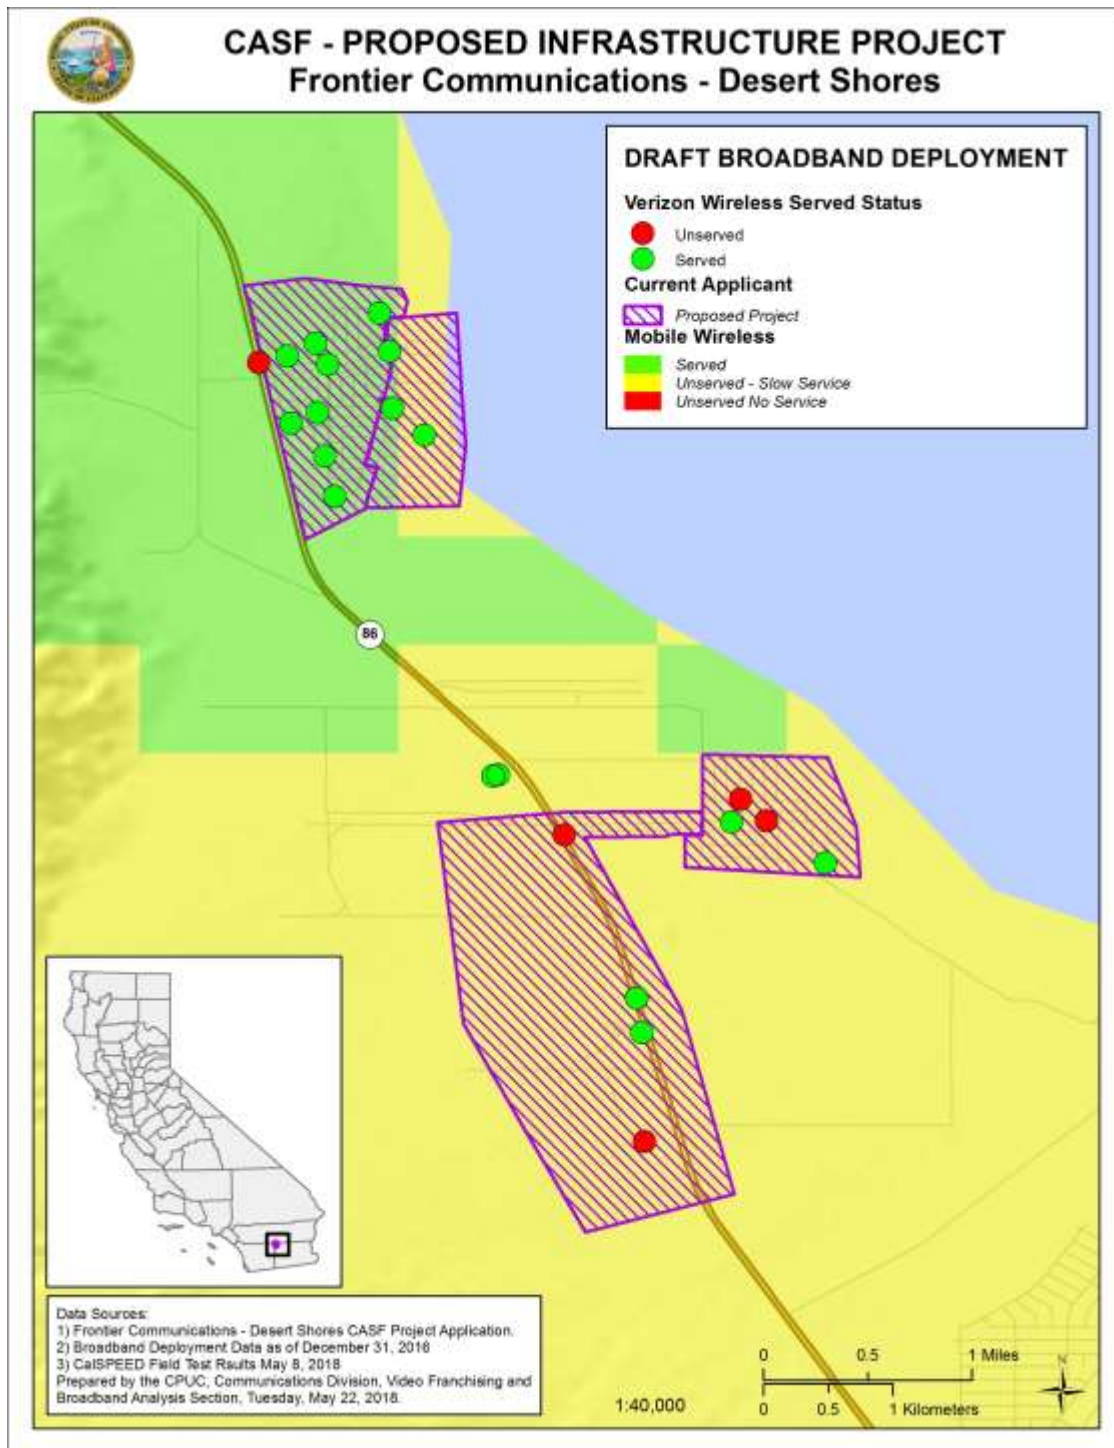 CASF - PROPOSED INFRASTRUCTURE PROJECT
Frontier Communications - Desert Shores
DRAFT BROADBAND DEPLOYMENT
Verizon Wireless Served Status
Unserved
Served
Current Applicant
Proposed Project
Mobile Wireless
Served
Unserved - Slow Service
Unserved No Service
86
Data Sources:
1) Frontier Communications - Desert Shores CASF Project Application.
2) Broadband Deployment Data as of December 31, 2016
3) CalSPEED Field Test Rsults May 8, 2018
Prepared by the CPUC, Communications Division, Video Franchising and
Broadband Analysis Section, Tuesday, May 22, 2018.
1:40,000
0 0.5 1 Miles
0 0.5 1 Kilometers
N